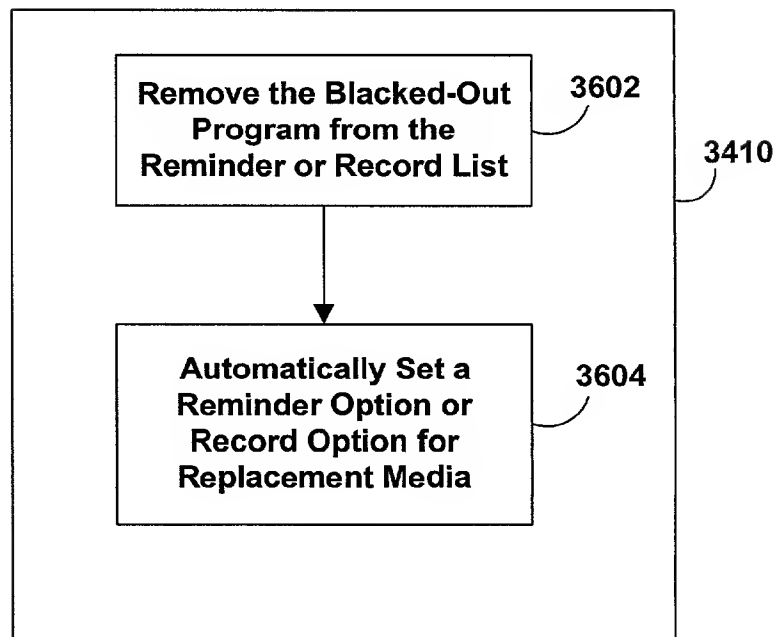 Remove the Blacked-Out
Program from the
Reminder or Record List
3602
3410
Automatically Set a
Reminder Option or
Record Option for
Replacement Media
3604